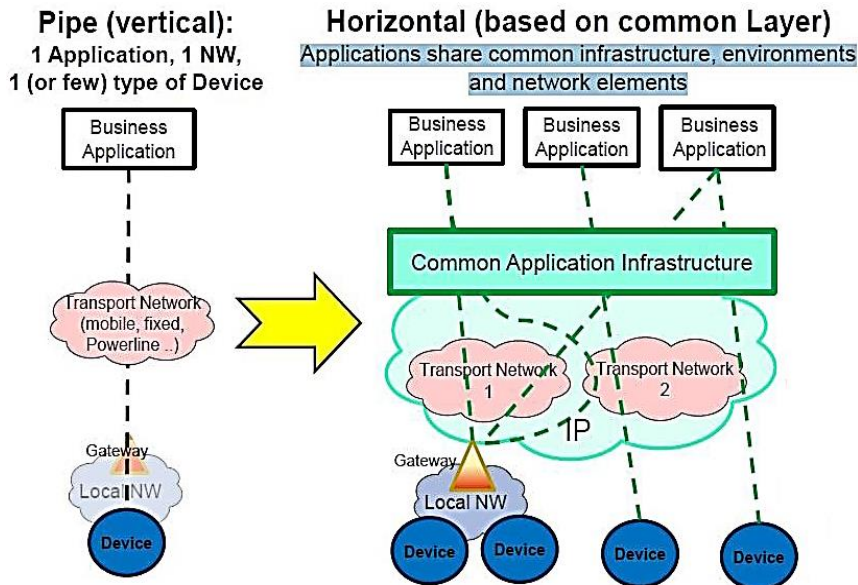 Pipe (vertical):
1 Application, 1 NW,
1 (or few) type of Device
Business
Application
Transport Network
(mobile, fixed,
Powerline ..)
Gateway
Local NW
Device
Horizontal (based on common Layer)
Applications share common infrastructure, environments
and network elements
Business
Application
Business
Application
Business
Application
Common Application Infrastructure
Transport Network
1
Transport Network
2
IP
Gateway
Local NW
Device
Device
Device
Device